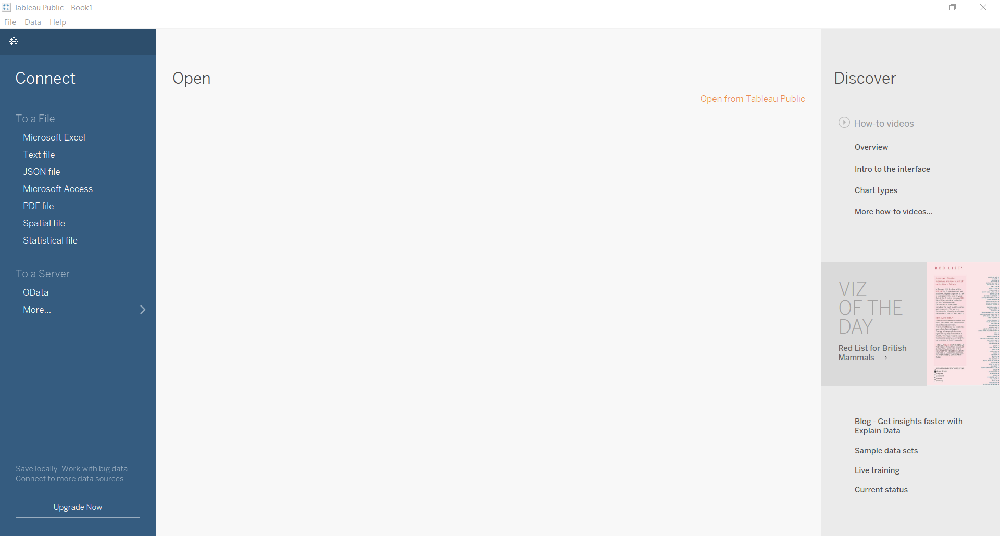 Tableau Public - Book1
File Data Help
Connect
To a File
Microsoft Excel
Text file
JSON file
Microsoft Access
PDF file
Spatial file
Statistical file
To a Server
OData
More...
Save locally. Work with big data.
Connect to more data sources.
Upgrade Now
Open
Open from Tableau Public
Discover
How-to videos
Overview
Intro to the interface
Chart types
More how-to videos...
VIZ
OF THE
DAY
Red List for British
Mammals →
RED LIST*
Blog - Get insights faster with
Explain Data
Sample data sets
Live training
Current status